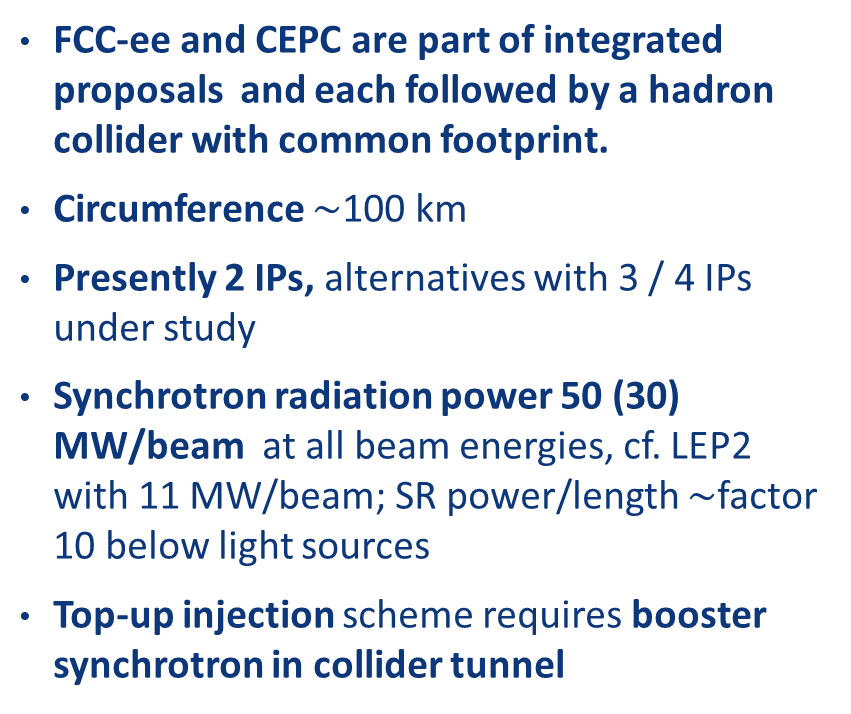 • FCC-ee and CEPC are part of integrated
proposals  and each followed by a hadron
collider with common footprint.
• Circumference ~100 km
• Presently 2 IPs, alternatives with 3 / 4 IPs
under study
• Synchrotron radiation power 50 (30)
MW/beam  at all beam energies, cf. LEP2
with 11 MW/beam; SR power/length ~factor
10 below light sources
• Top-up injection scheme requires booster
synchrotron in collider tunnel